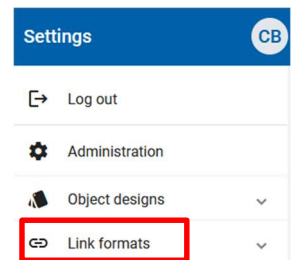 Settings
CB
Log out
Administration
Object designs
Link formats